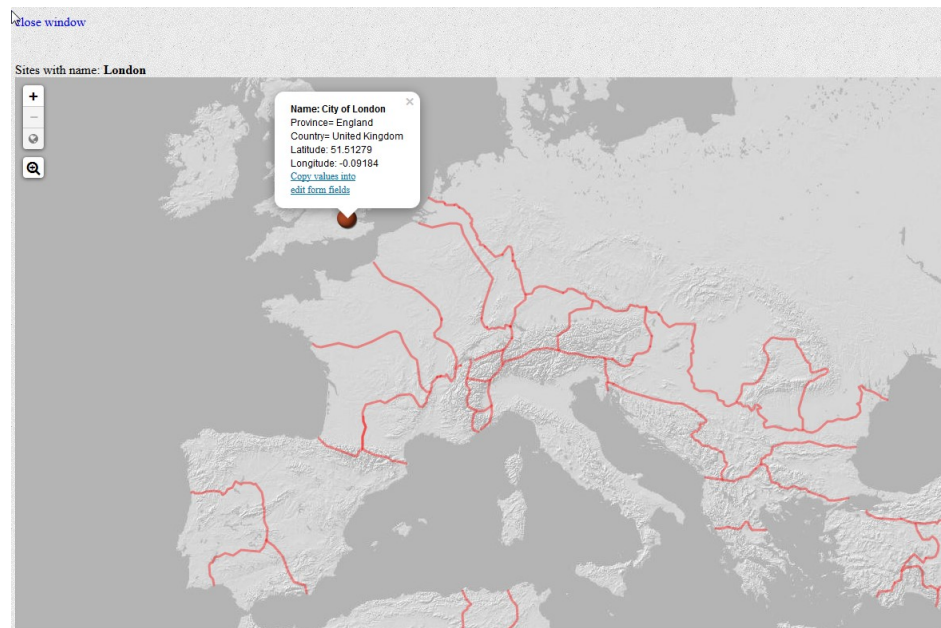 close window
Sites with name: London
+
−
×
Name: City of London
Province= England
Country= United Kingdom
Latitude: 51.51279
Longitude: -0.09184
Copy values into
edit form fields